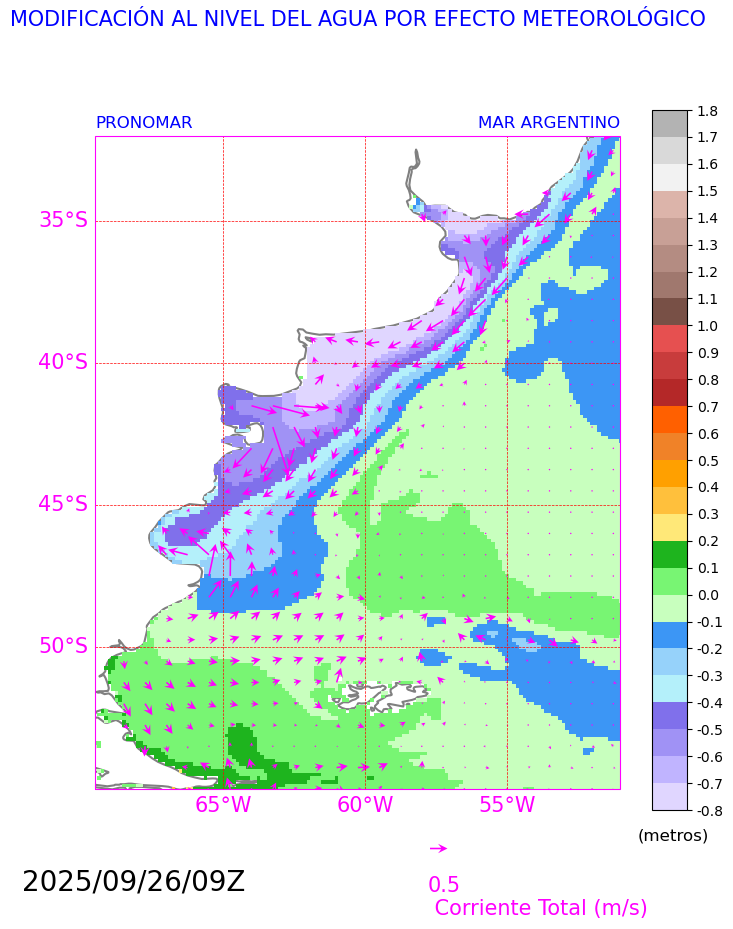 MODIFICACIÓN AL NIVEL DEL AGUA POR EFECTO METEOROLÓGICO
PRONOMAR MAR ARGENTINO
35°S
40°S
45°S
50°S
65°W 60°W 55°W
1.8
1.7
1.6
1.5
1.4
1.3
1.2
1.1
1.0
0.9
0.8
0.7
0.6
0.5
0.4
0.3
0.2
0.1
0.0
-0.1
-0.2
-0.3
-0.4
-0.5
-0.6
-0.7
-0.8
(metros)
2025/09/26/09Z
0.5
Corriente Total (m/s)